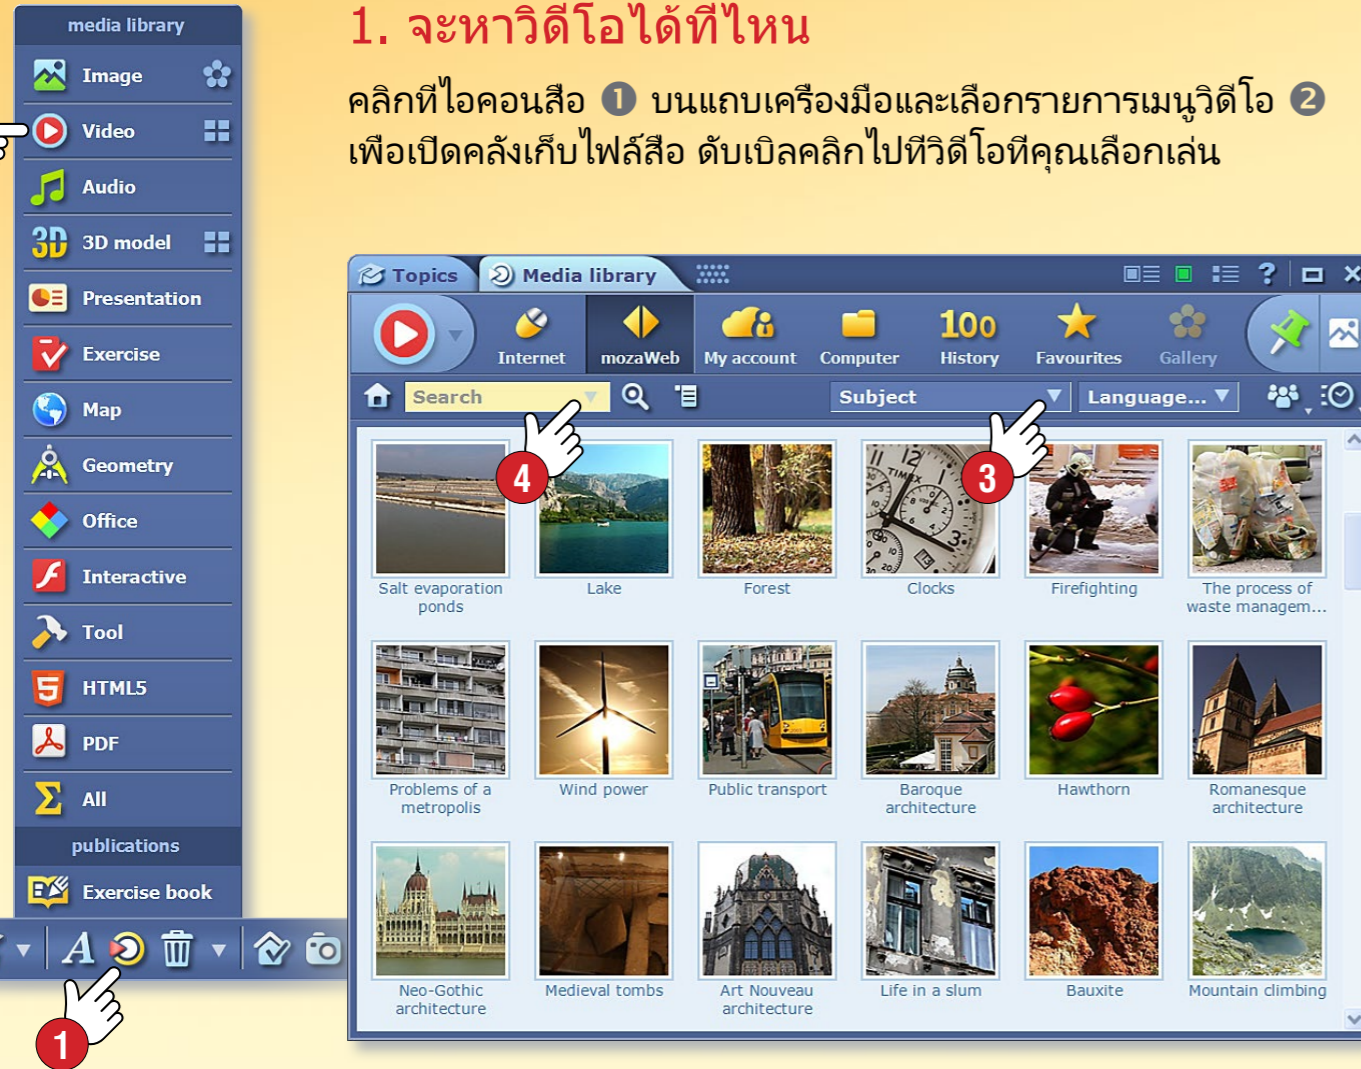 media library
Image
Video
Audio
3D
3D model
Presentation
Exercise
Map
Geometry
Office
Interactive
Tool
5
HTML5
PDF
All
publications
Exercise book
A
1
1. จะหาวิดีโอได้ที่ไหน
คลิกที่ไอคอนสื่อ 1 บนแถบเครื่องมือและเลือกรายการเมนูวิดีโอ 2
เพื่อเปิดคลังเก็บไฟล์สื่อ ดับเบิลคลิกไปที่วิดีโอที่คุณเลือกเล่น
Topics
Media library
?
Internet
mozaWeb
My account
Computer
100
History
Favourites
Gallery
Search
Subject
Language...
4
3
Salt evaporation
ponds
Lake
Forest
Clocks
Firefighting
The process of
waste managem...
Problems of a
metropolis
Wind power
Public transport
Baroque
architecture
Hawthorn
Romanesque
architecture
Neo-Gothic
architecture
Medieval tombs
Art Nouveau
architecture
Life in a slum
Bauxite
Mountain climbing